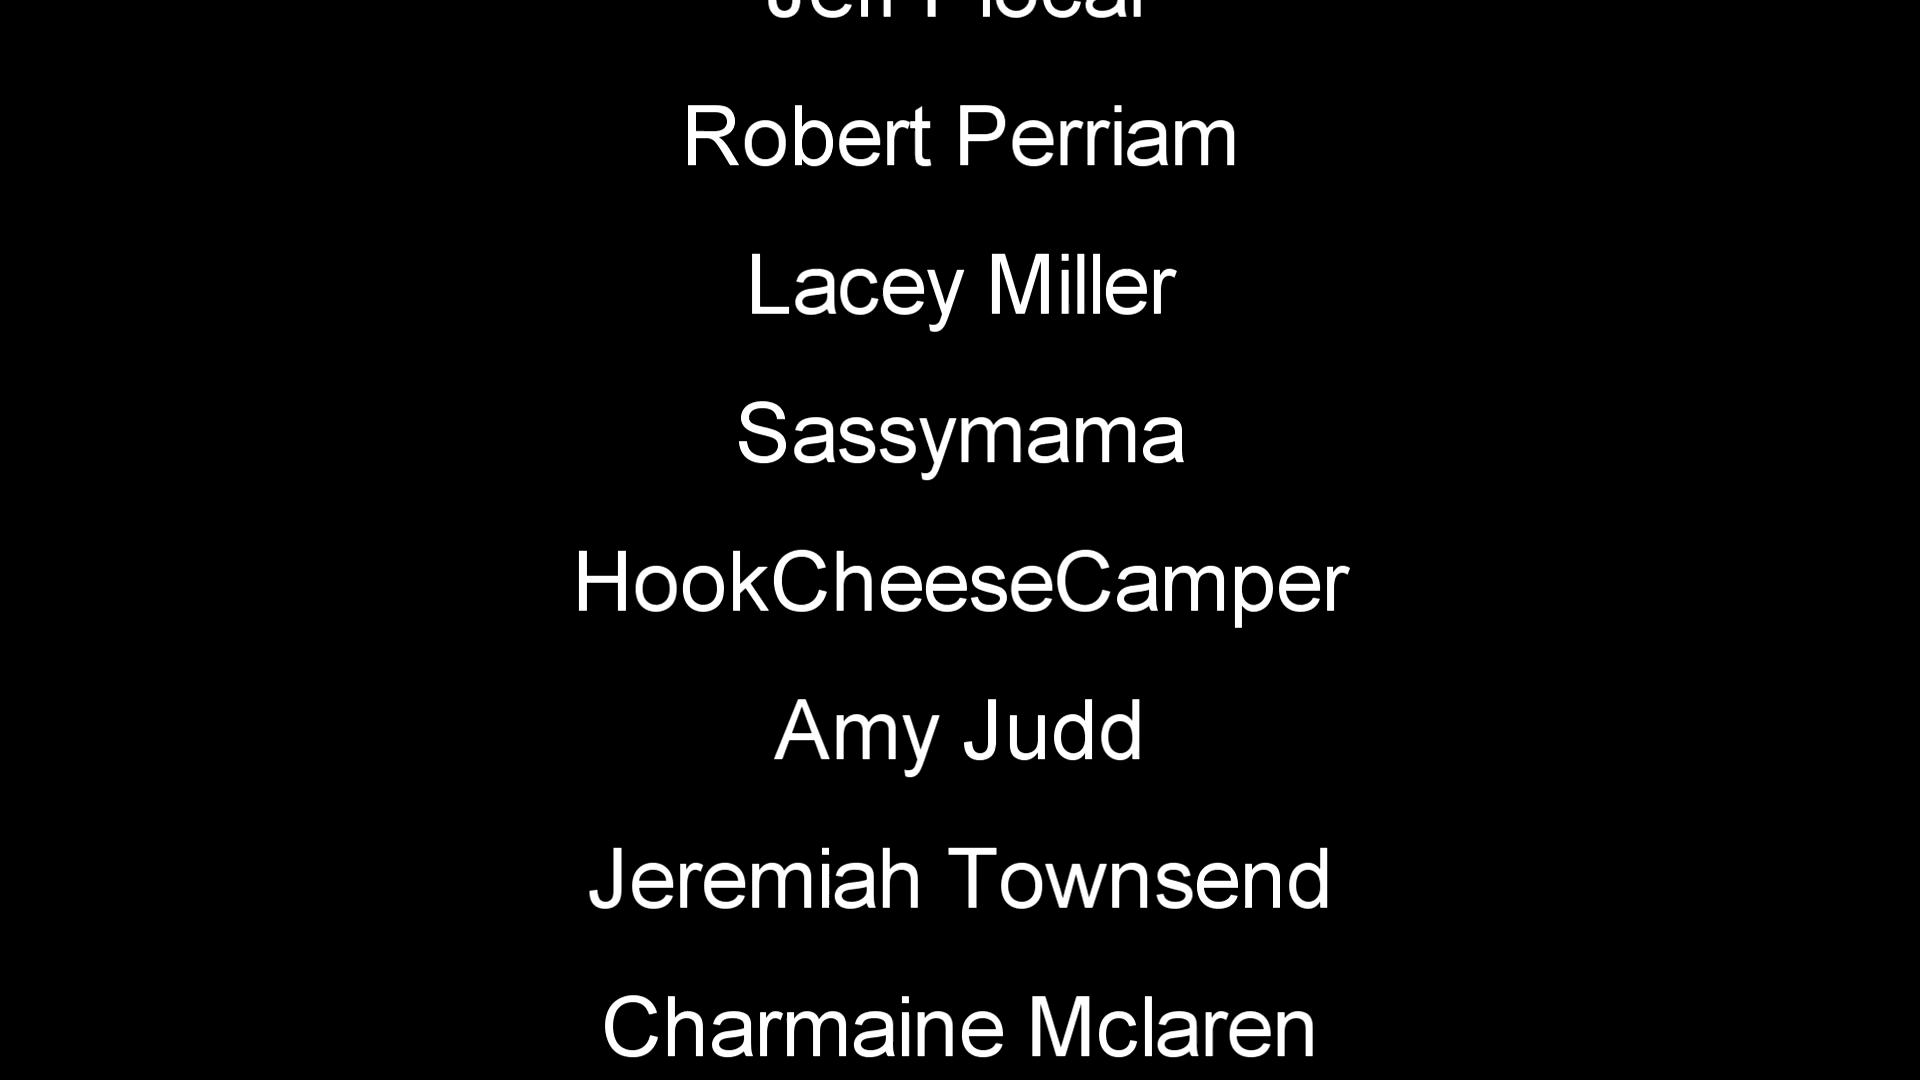 Robert Perriam
Lacey Miller
Sassymama
HookCheeseCamper
Amy Judd
Jeremiah Townsend
Charmaine Mclaren